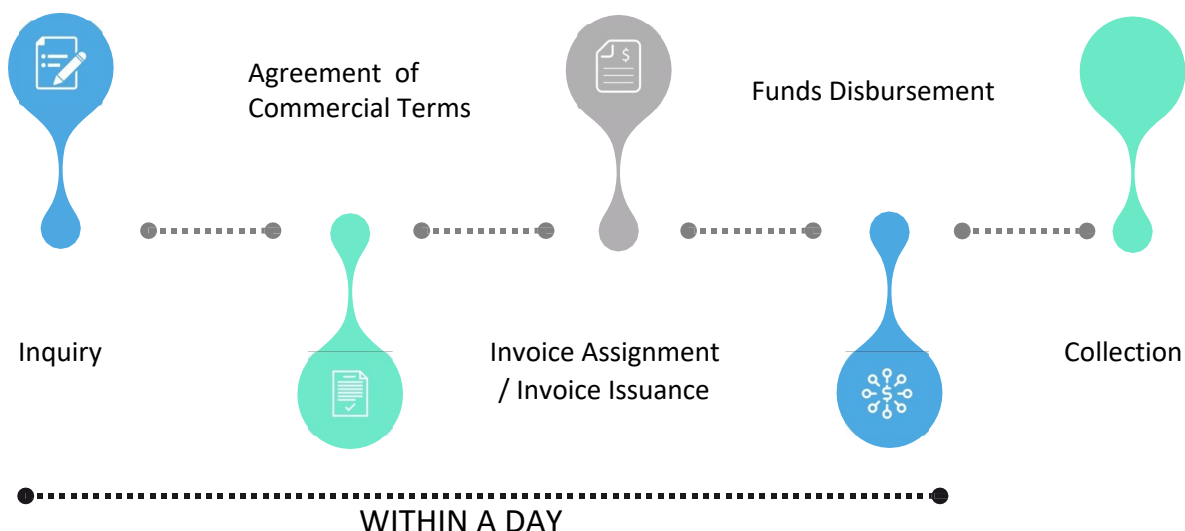 Agreement of
Commercial Terms
Funds Disbursement
$
Inquiry
Invoice Assignment
/ Invoice Issuance
Collection
$
WITHIN A DAY